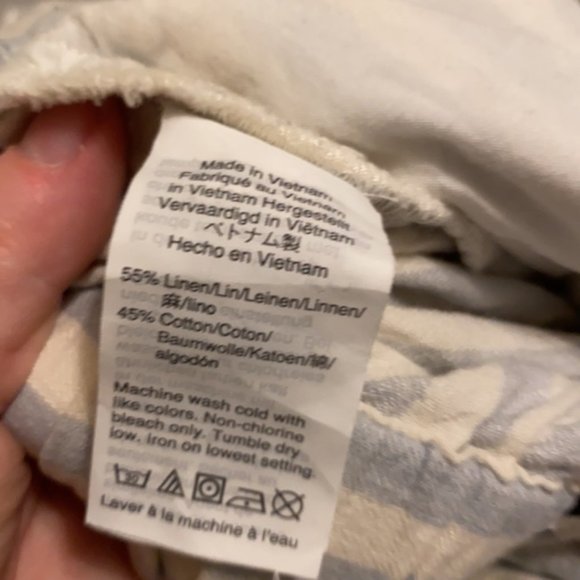 Made in Vietnam
Fabriqué au Vietnam
in Vietnam Hergestellt
Vervaardigd in Viëtnam
ベトナム製
Hecho en Vietnam
55% Linen/Lin/Leinen/Linnen/
麻/lino
45% Cotton/Coton/
Baumwolle/Katoen/綿/
algodón
Machine wash cold with
like colors. Non-chlorine
bleach only. Tumble dry
low. Iron on lowest setting.
30
Laver à la machine à l'eau